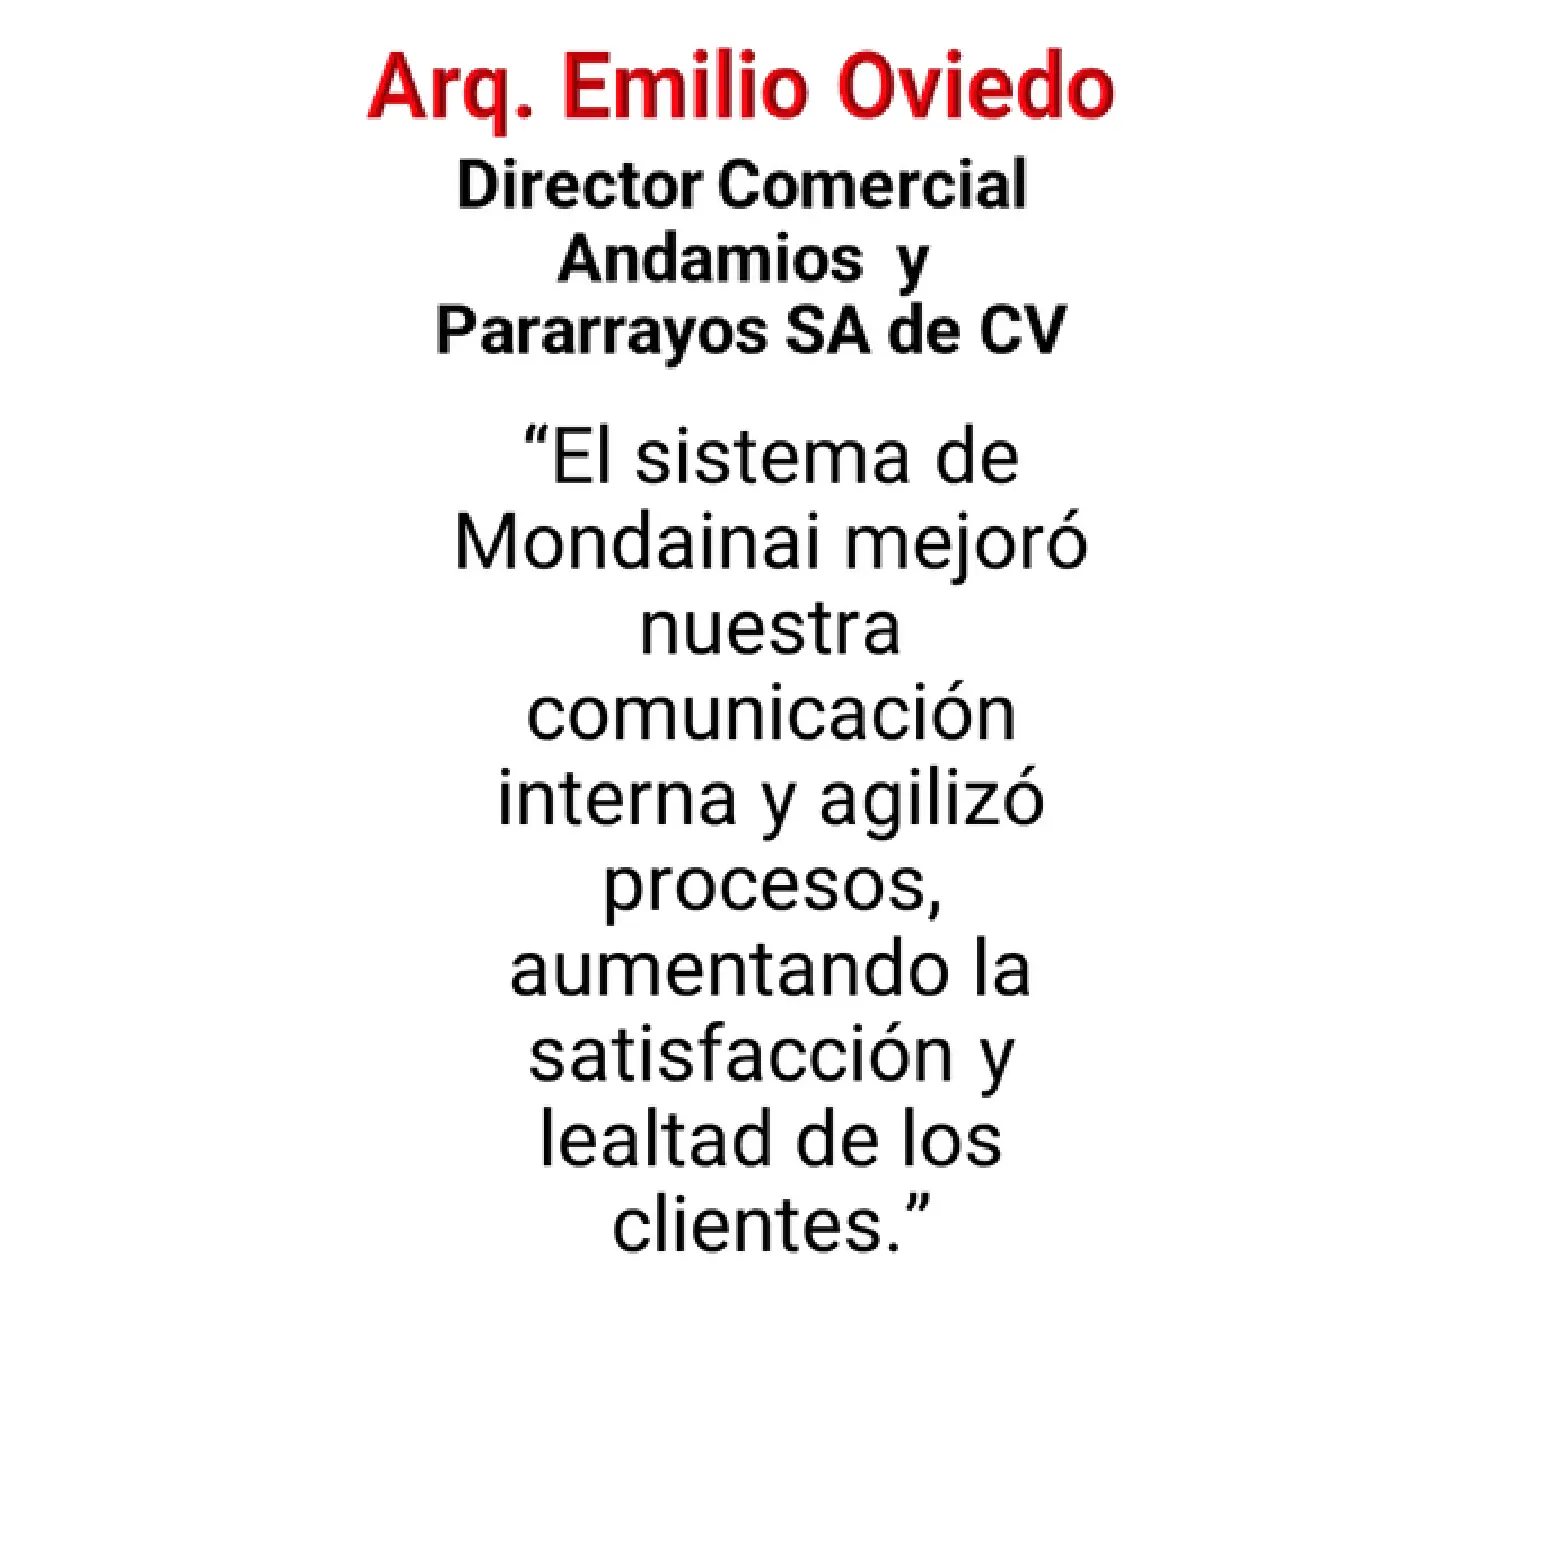 Arq. Emilio Oviedo
Director Comercial
Andamios y
Pararrayos SA de CV
“El sistema de
Mondainai mejoró
nuestra
comunicación
interna y agilizó
procesos,
aumentando la
satisfacción y
lealtad de los
clientes.”